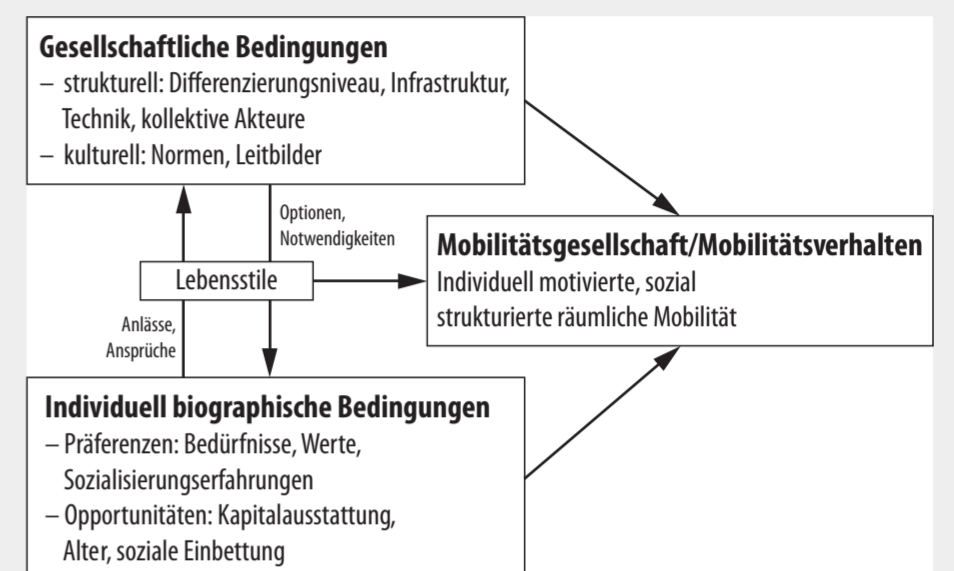 Gesellschaftliche Bedingungen
– strukturell: Differenzierungsniveau, Infrastruktur,
Technik, kollektive Akteure
– kulturell: Normen, Leitbilder
Optionen,
Notwendigkeiten
Mobilitätsgesellschaft/Mobilitätsverhalten
Individuell motivierte, sozial
strukturierte räumliche Mobilität
Lebensstile
Anlässe,
Ansprüche
Individuell biographische Bedingungen
– Präferenzen: Bedürfnisse, Werte,
Sozialisierungserfahrungen
– Opportunitäten: Kapitalausstattung,
Alter, soziale Einbettung